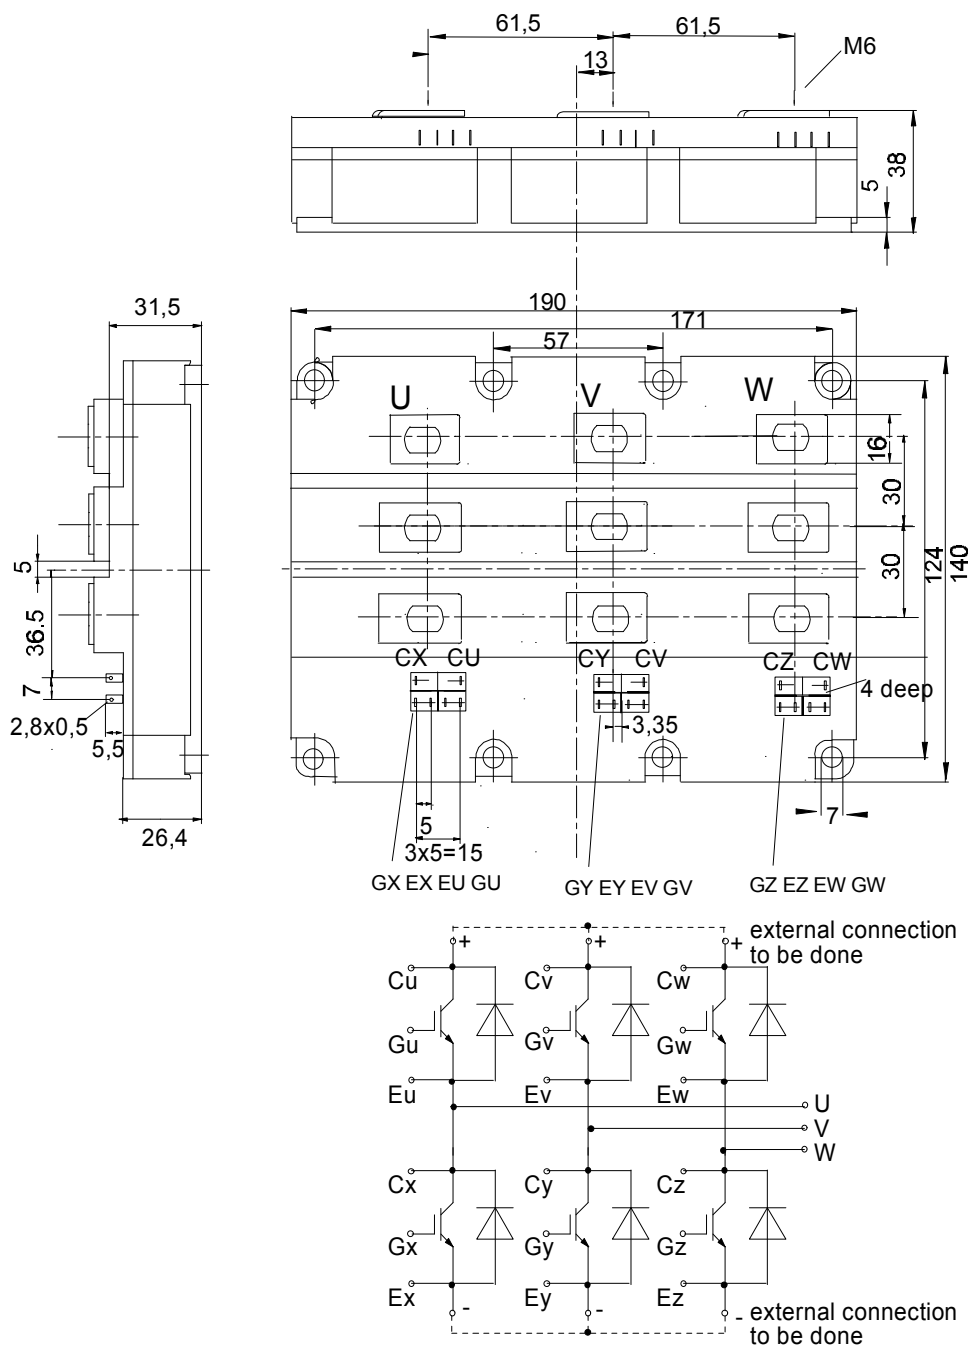 61,5
61,5
M6
13
38
5
31,5
190
171
57
U
V
W
16
30
30
124
140
5
36.5
7
2,8x0,5
5,5
26,4
CX CU
CY CV
CZ CW
4 deep
3,35
7
5
3x5=15
GX EX EU GU
GY EY EV GV
GZ EZ EW GW
external connection
to be done
+
+
+
Cu
Cv
Cw
Gu
Gv
Gw
Eu
Ev
Ew
U
V
W
Cx
Cy
Cz
Gx
Gy
Gz
Ex
Ey
Ez
-
-
-
external connection
to be done